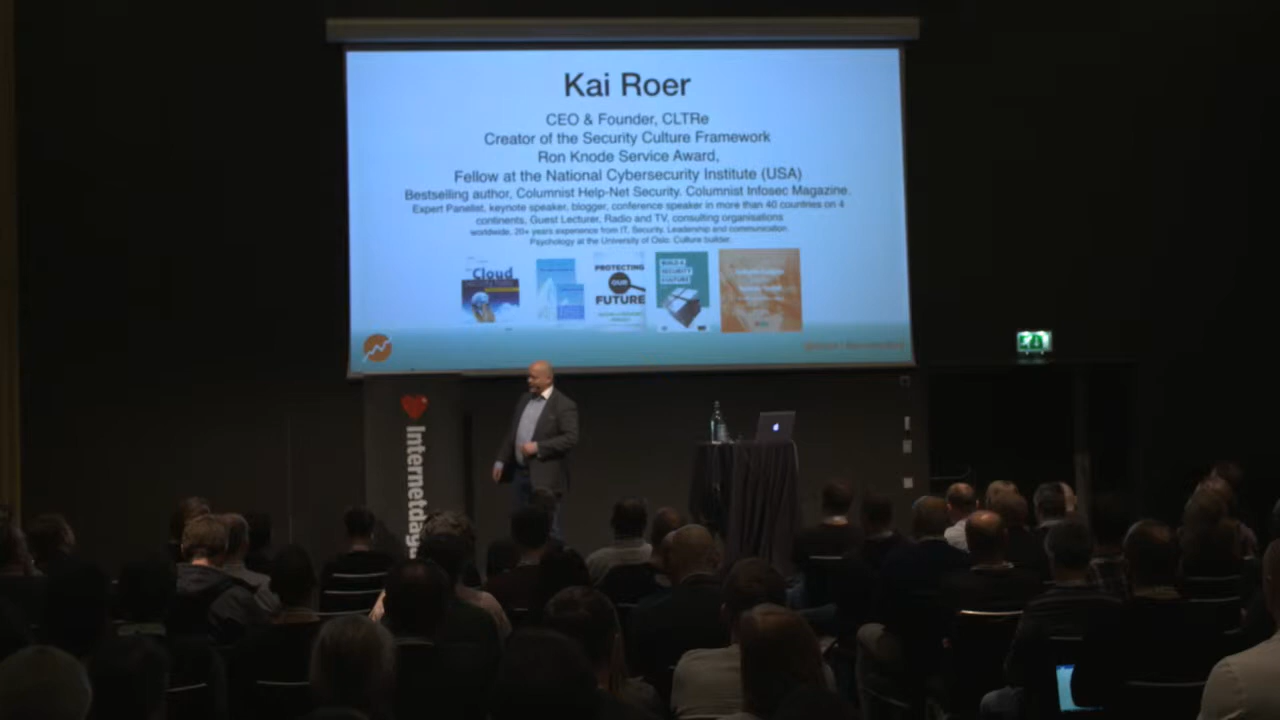 Kai Roer
CEO & Founder, CLTRe
Creator of the Security Culture Framework
Ron Knode Service Award,
Fellow at the National Cybersecurity Institute (USA)
Bestselling author, Columnist Help-Net Security. Columnist Infosec Magazine.
Expert Panelist, keynote speaker, blogger, conference speaker in more than 40 countries on 4
continents, Guest Lecturer, Radio and TV, consulting organisations
worldwide, 20+ years experience from IT, Security, Leadership and communication.
Psychology at the University of Oslo. Culture builder.
Cloud
PROTECTING
OUR
FUTURE
BUILD A
SECURITY
CULTURE
Internetdag